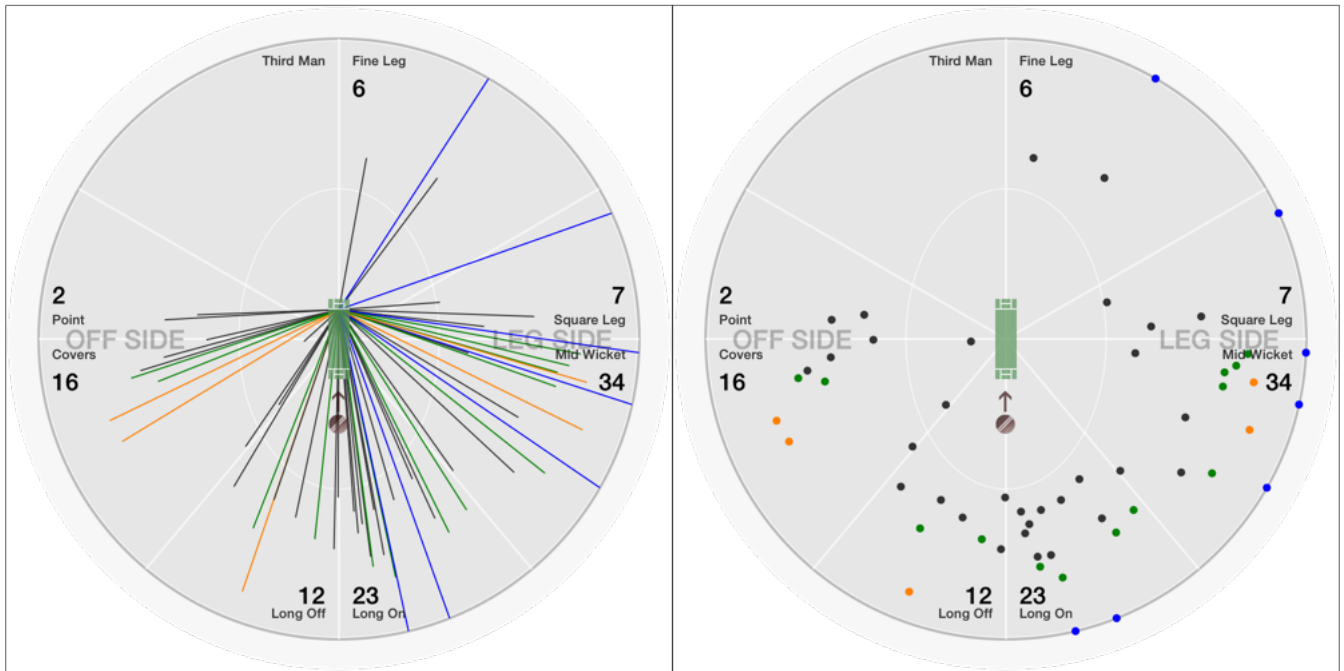 Third Man Fine Leg
6
2 7
Point Square Leg
OFF SIDE LEG SIDE
Covers Mid Wicket
16 34
12 23
Long Off Long On
Third Man Fine Leg
6
2 7
Point Square Leg
OFF SIDE LEG SIDE
Covers Mid Wicket
16 34
12 23
Long Off Long On